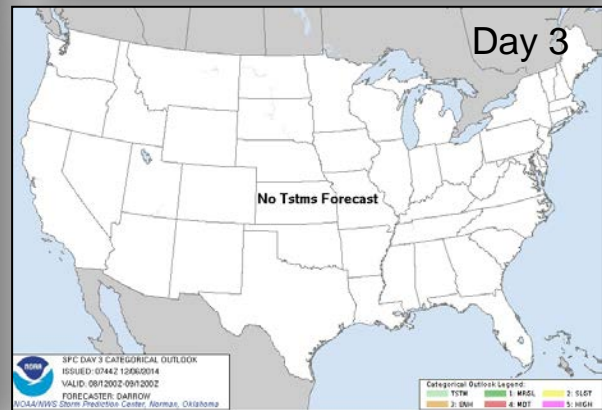 Day 3
No Tstms Forecast
NOAA
SPC DAY 3 CATEGORICAL OUTLOOK
ISSUED: 0744Z 12/06/2014
VALID: 08/1200Z-09/1200Z
FORECASTER: DARROW
NOAA/NWS Storm Prediction Center, Norman, Oklahoma
Categorical Outlook Legend:
TSTM 1: MRGL 2: SLGT
3: ENH 4: MDT 5: HIGH